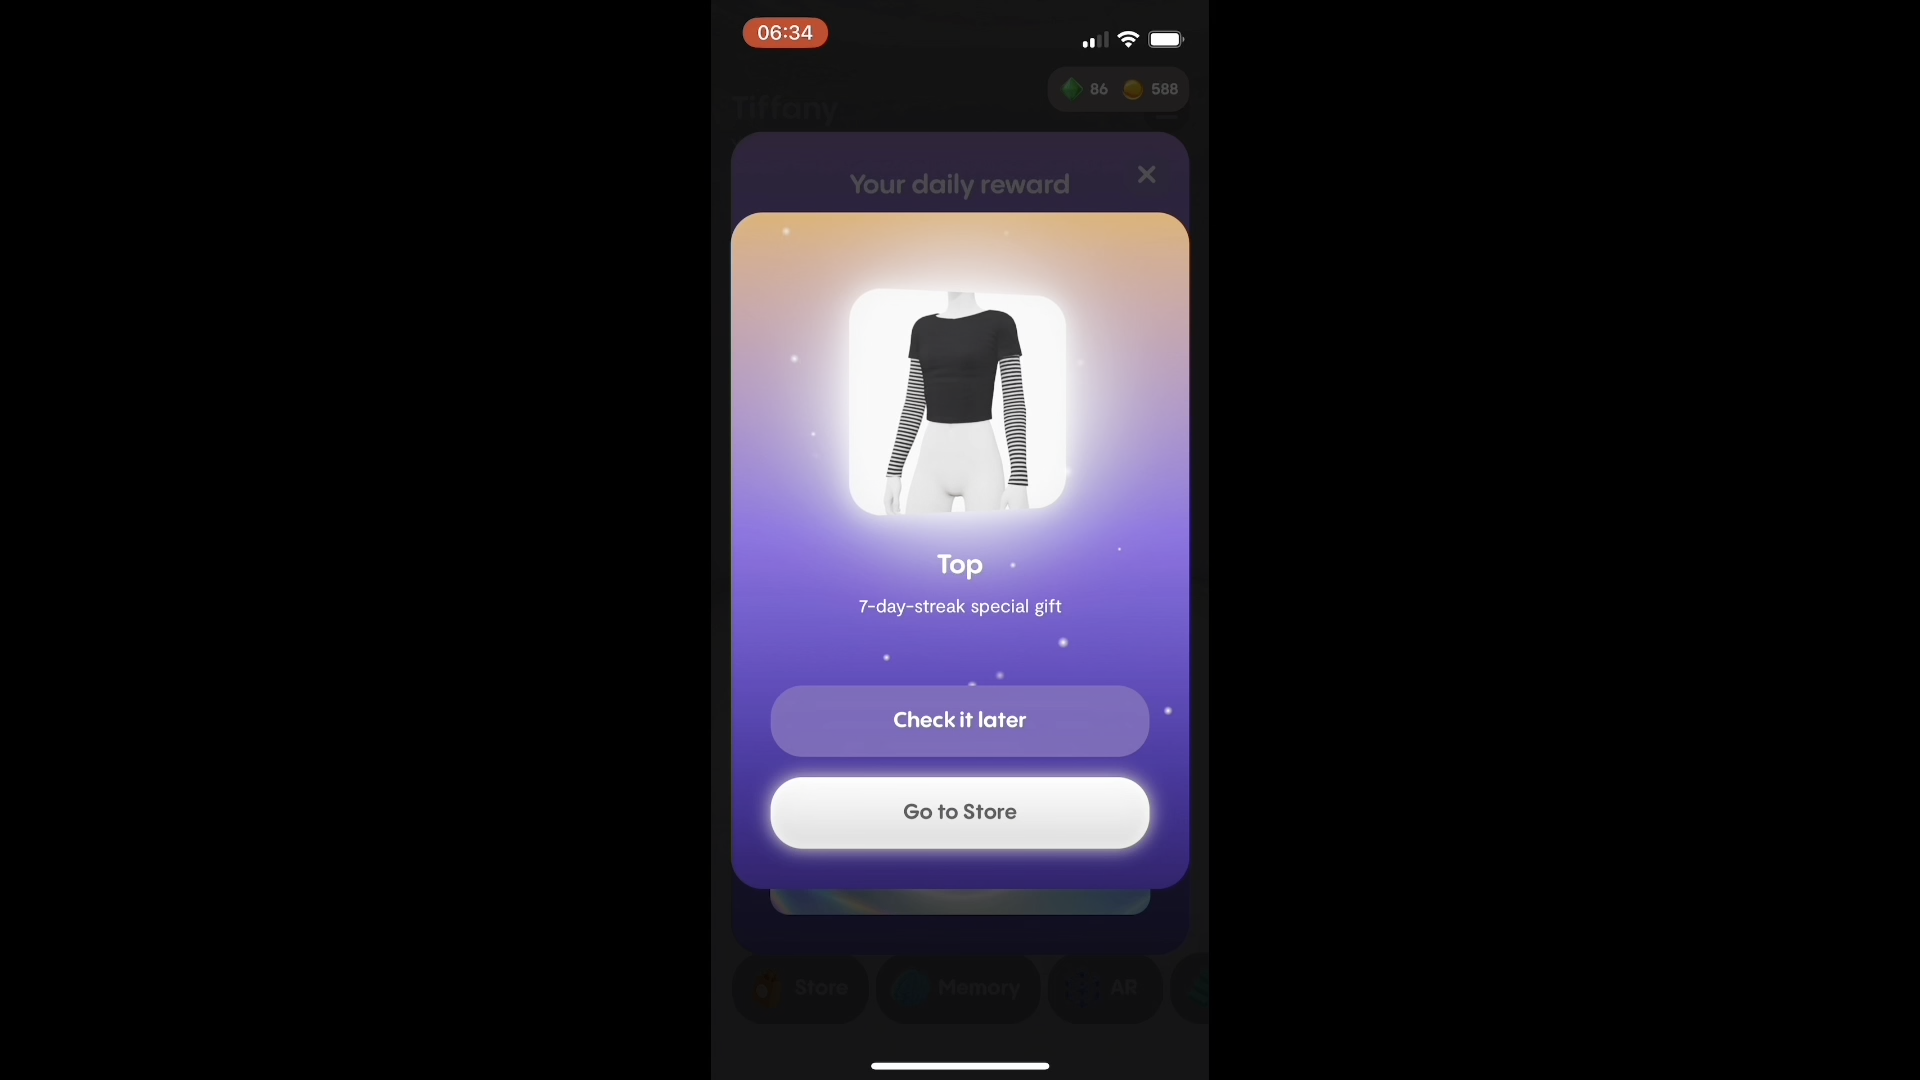 06:34
86 588
Tiffany
Your daily reward
Top
7-day-streak special gift
Check it later
Go to Store
Store Memory AR